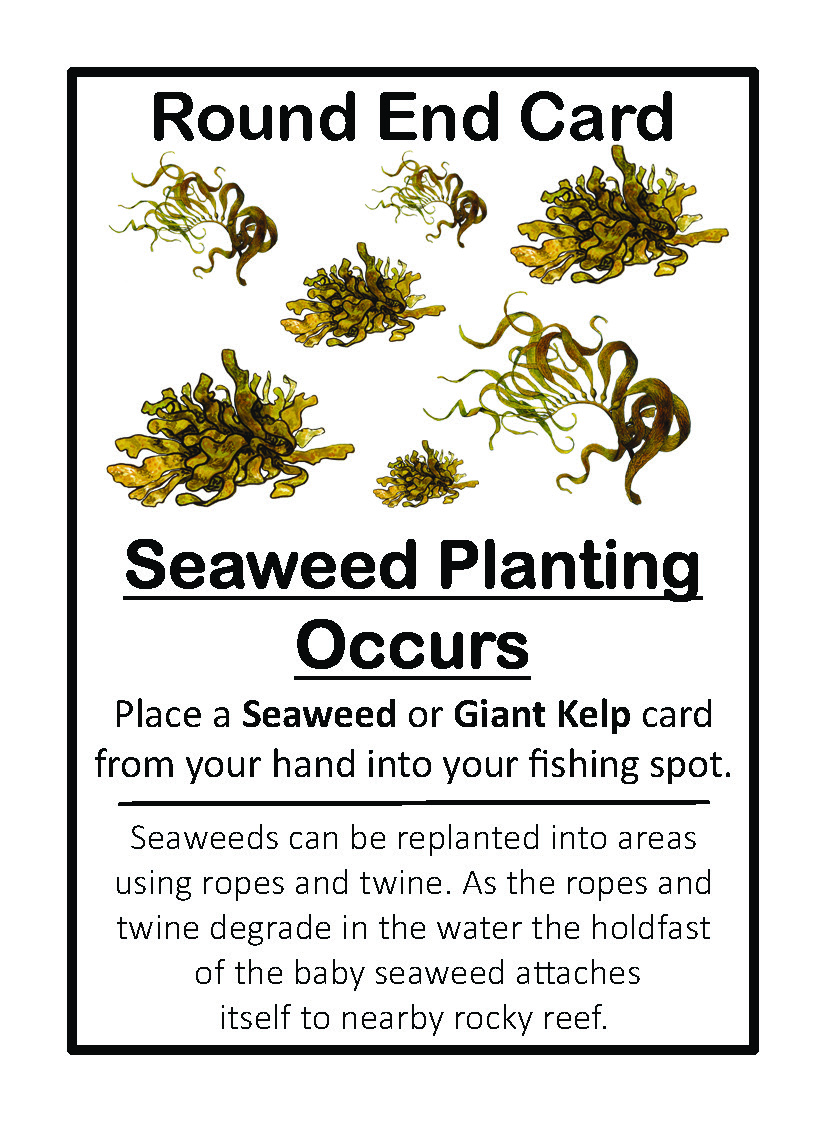 Round End Card
Seaweed Planting
Occurs
Place a Seaweed or Giant Kelp card
from your hand into your fishing spot.
Seaweeds can be replanted into areas
using ropes and twine. As the ropes and
twine degrade in the water the holdfast
of the baby seaweed attaches
itself to nearby rocky reef.